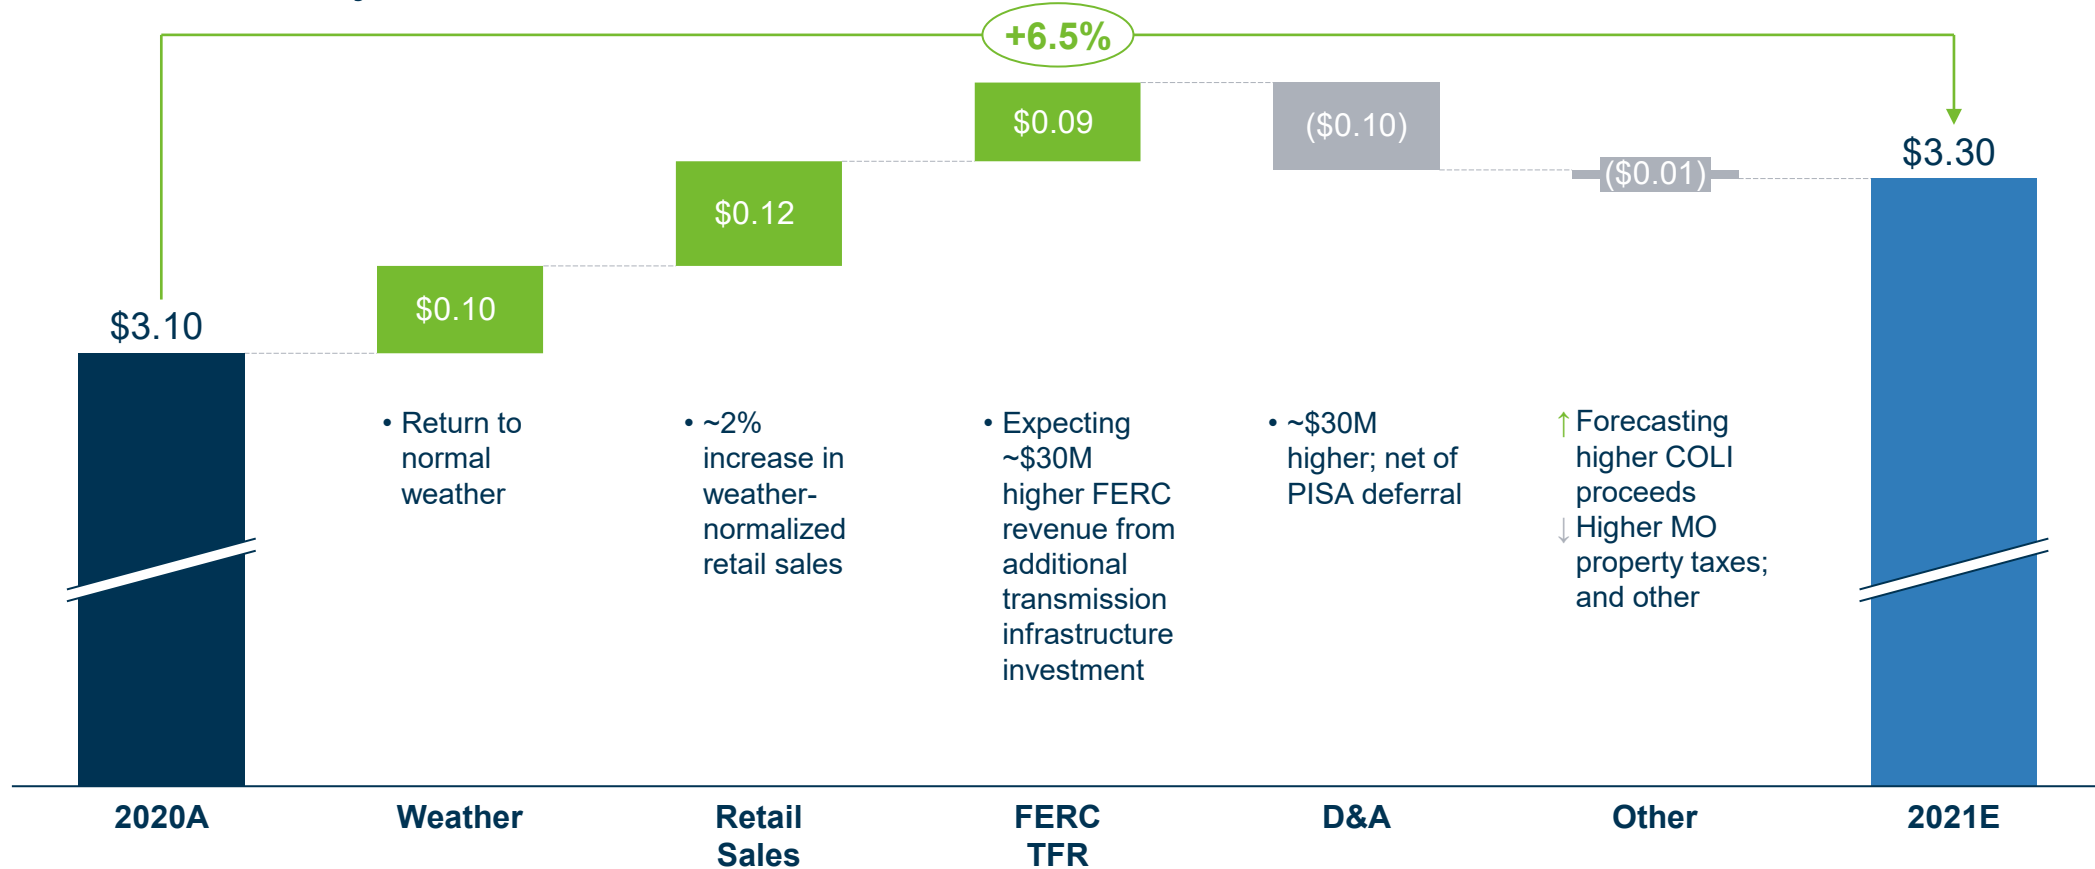 +6.5%
$3.10
$0.10
$0.12
$0.09
($0.10)
($0.01)
$3.30
• Return to
normal
weather
• ~2%
increase in
weather-
normalized
retail sales
• Expecting
~$30M
higher FERC
revenue from
additional
transmission
infrastructure
investment
• ~$30M
higher; net of
PISA deferral
↑ Forecasting
higher COLI
proceeds
↓ Higher MO
property taxes;
and other
2020A
Weather
Retail
Sales
FERC
TFR
D&A
Other
2021E